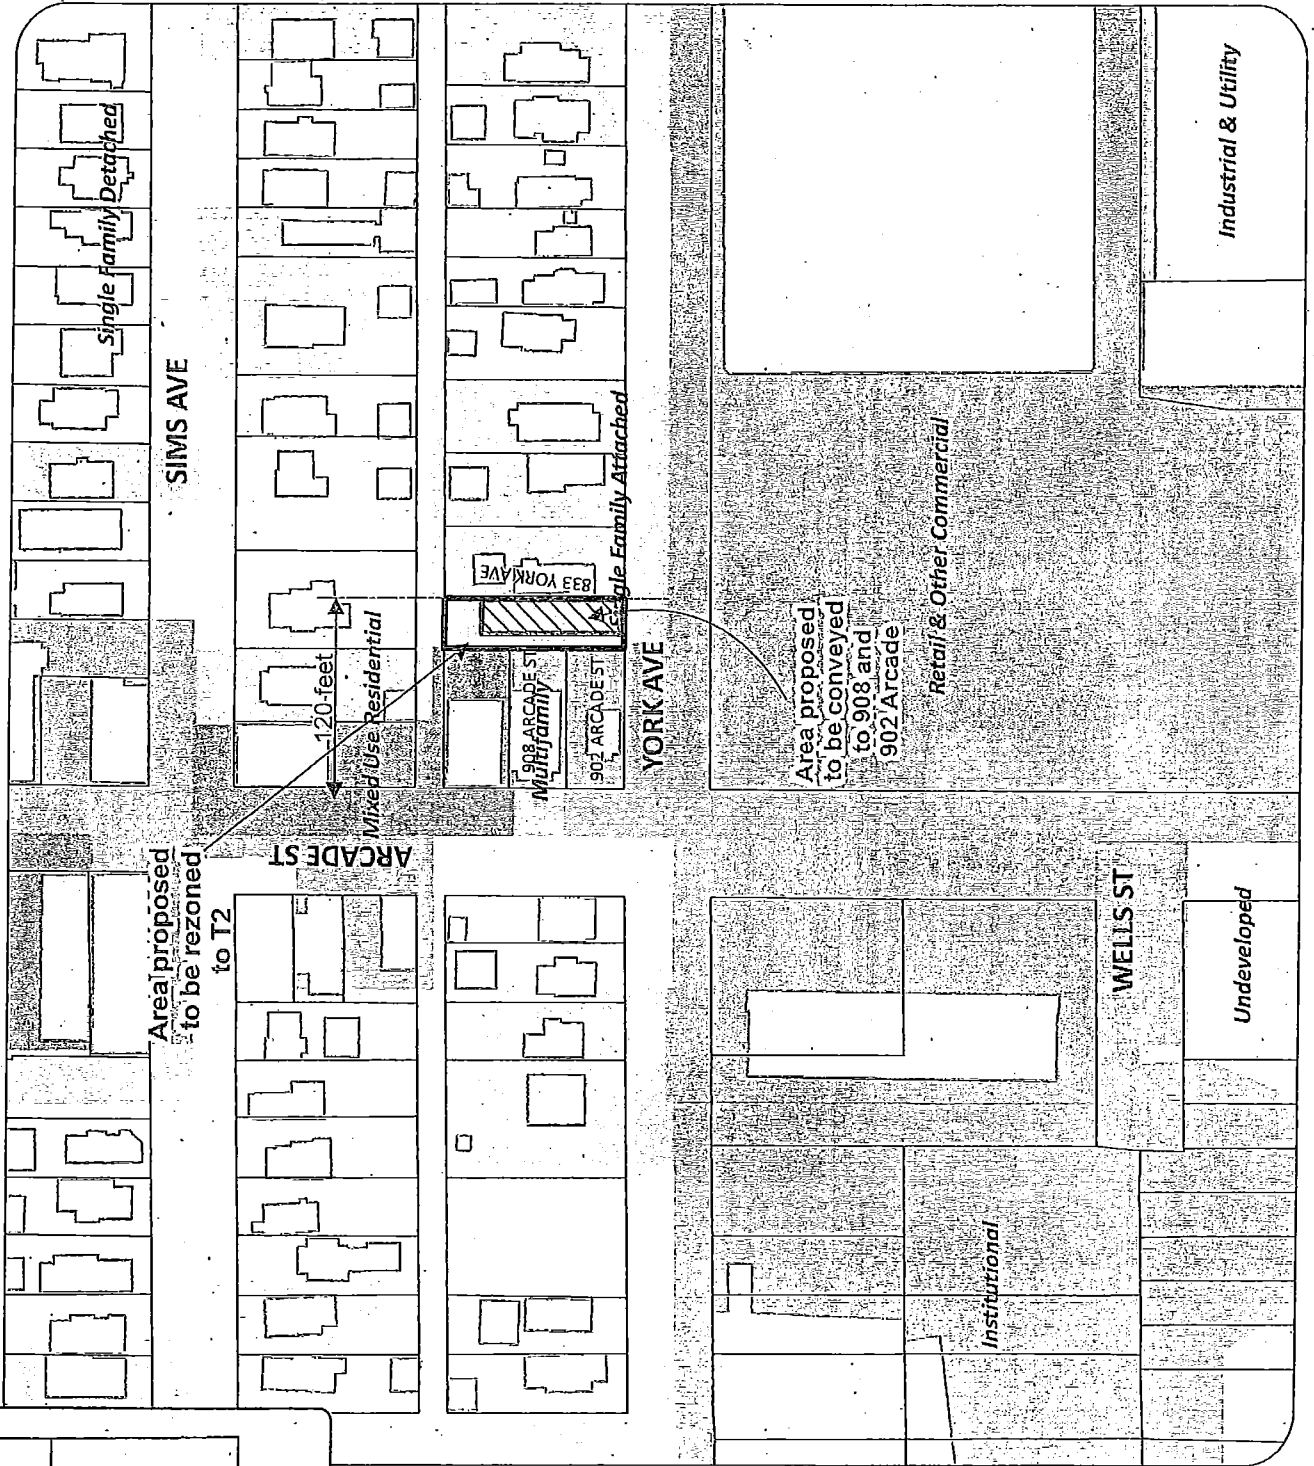 Single Family Detached
SIMS AVE
Area proposed
to be rezoned
to T2
120-feet
Mixed Use Residential
ARCADE ST
833 YORK AVE
908 ARCADE ST
Multifamily
902 ARCADE ST
Single Family Attached
YORK AVE
Area proposed
to be conveyed
to 908 and
902 Arcade
Retail & Other Commercial
Industrial & Utility
WELLS ST
Undeveloped
Institutional